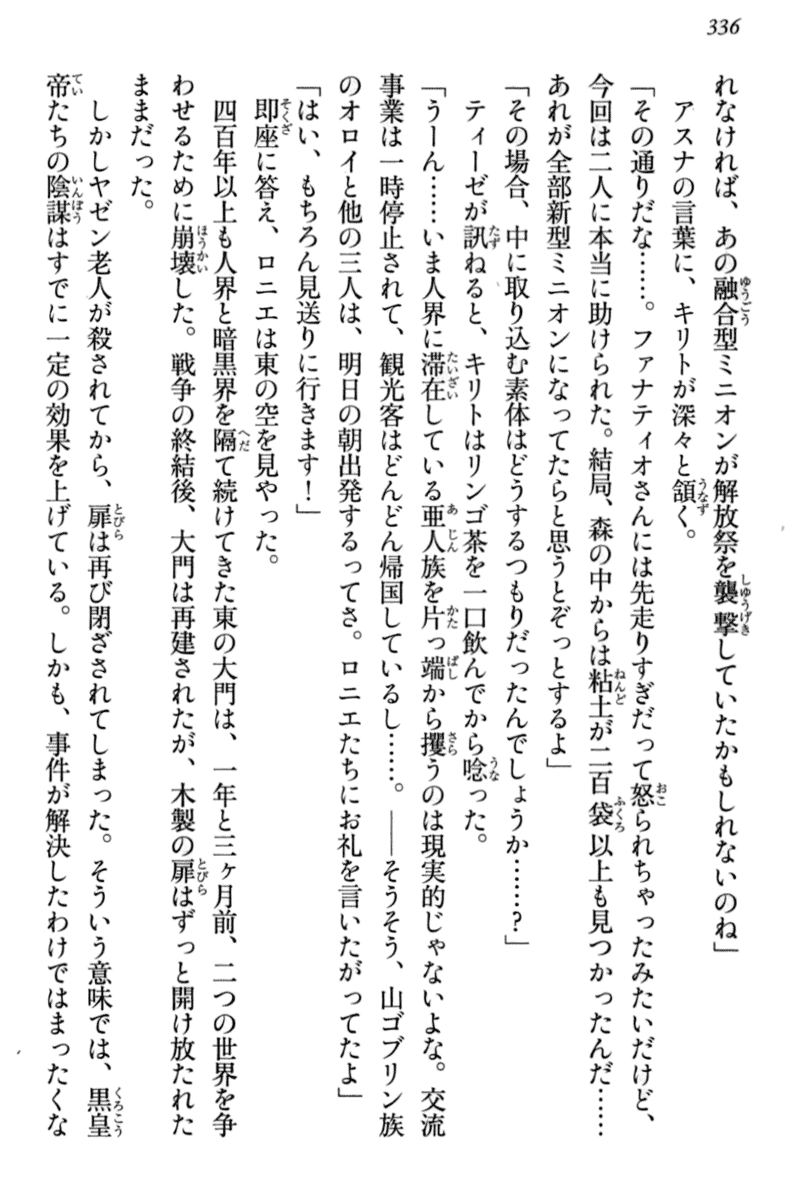 336
れなければ、あの融合型ミニオンが解放祭を襲撃していたかもしれないのね」
アスナの言葉に、キリトが深々と頷く。
「その通りだな……。ファナティオさんには先走りすぎだって怒られちゃったみたいだけど、
今回は二人に本当に助けられた。結局、森の中からは粘土が二百袋以上も見つかったんだ……
あれが全部新型ミニオンになってたらと思うとぞっとするよ」
「その場合、中に取り込む素体はどうするつもりだったんでしょうか……?」
ティーゼが訊ねると、キリトはリンゴ茶を一口飲んでから唸った。
「うーん……いま人界に滞在している亜人族を片っ端から攫うのは現実的じゃないよな。交流
事業は一時停止されて、観光客はどんどん帰国しているし……。――そうそう、山ゴブリン族
のオロイと他の三人は、明日の朝出発するってさ。ロニエたちにお礼を言いたがってたよ」
「はい、もちろん見送りに行きます!」
即座に答え、ロニエは東の空を見やった。
四百年以上も人界と暗黒界を隔て続けてきた東の大門は、一年と三ヶ月前、二つの世界を争
わせるために崩壊した。戦争の終結後、大門は再建されたが、木製の扉はずっと開け放たれた
ままだった。
しかしヤゼン老人が殺されてから、扉は再び閉ざされてしまった。そういう意味では、黒皇
帝たちの陰謀はすでに一定の効果を上げている。しかも、事件が解決したわけではまったくな